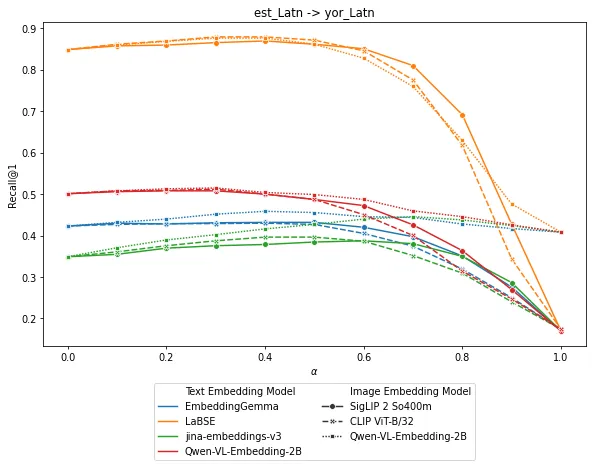 est_Latn -> yor_Latn
Recall@1
0.9
0.8
0.7
0.6
0.5
0.4
0.3
0.2
0.0 0.2 0.4 0.6 0.8 1.0
α
Text Embedding Model Image Embedding Model
EmbeddingGemma SigLIP 2 So400m
LaBSE CLIP ViT-B/32
jina-embeddings-v3 Qwen-VL-Embedding-2B
Qwen-VL-Embedding-2B